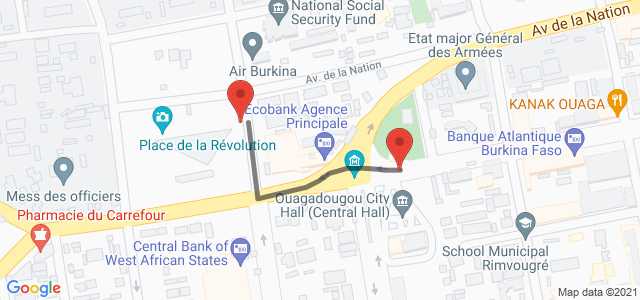 National Social
Security Fund
Etat major Général
des Armées
Av de la Nation
Air Burkina
Av. de la Nation
KANAK OUAGA
Ecobank Agence
Principale
Place de la Révolution
Banque Atlantique
Burkina Faso
Mess des officiers
Ouagadougou City
Hall (Central Hall)
Pharmacie du Carrefour
Central Bank of
West African States
School Municipal
Rimvougré
Google
Map data ©2021